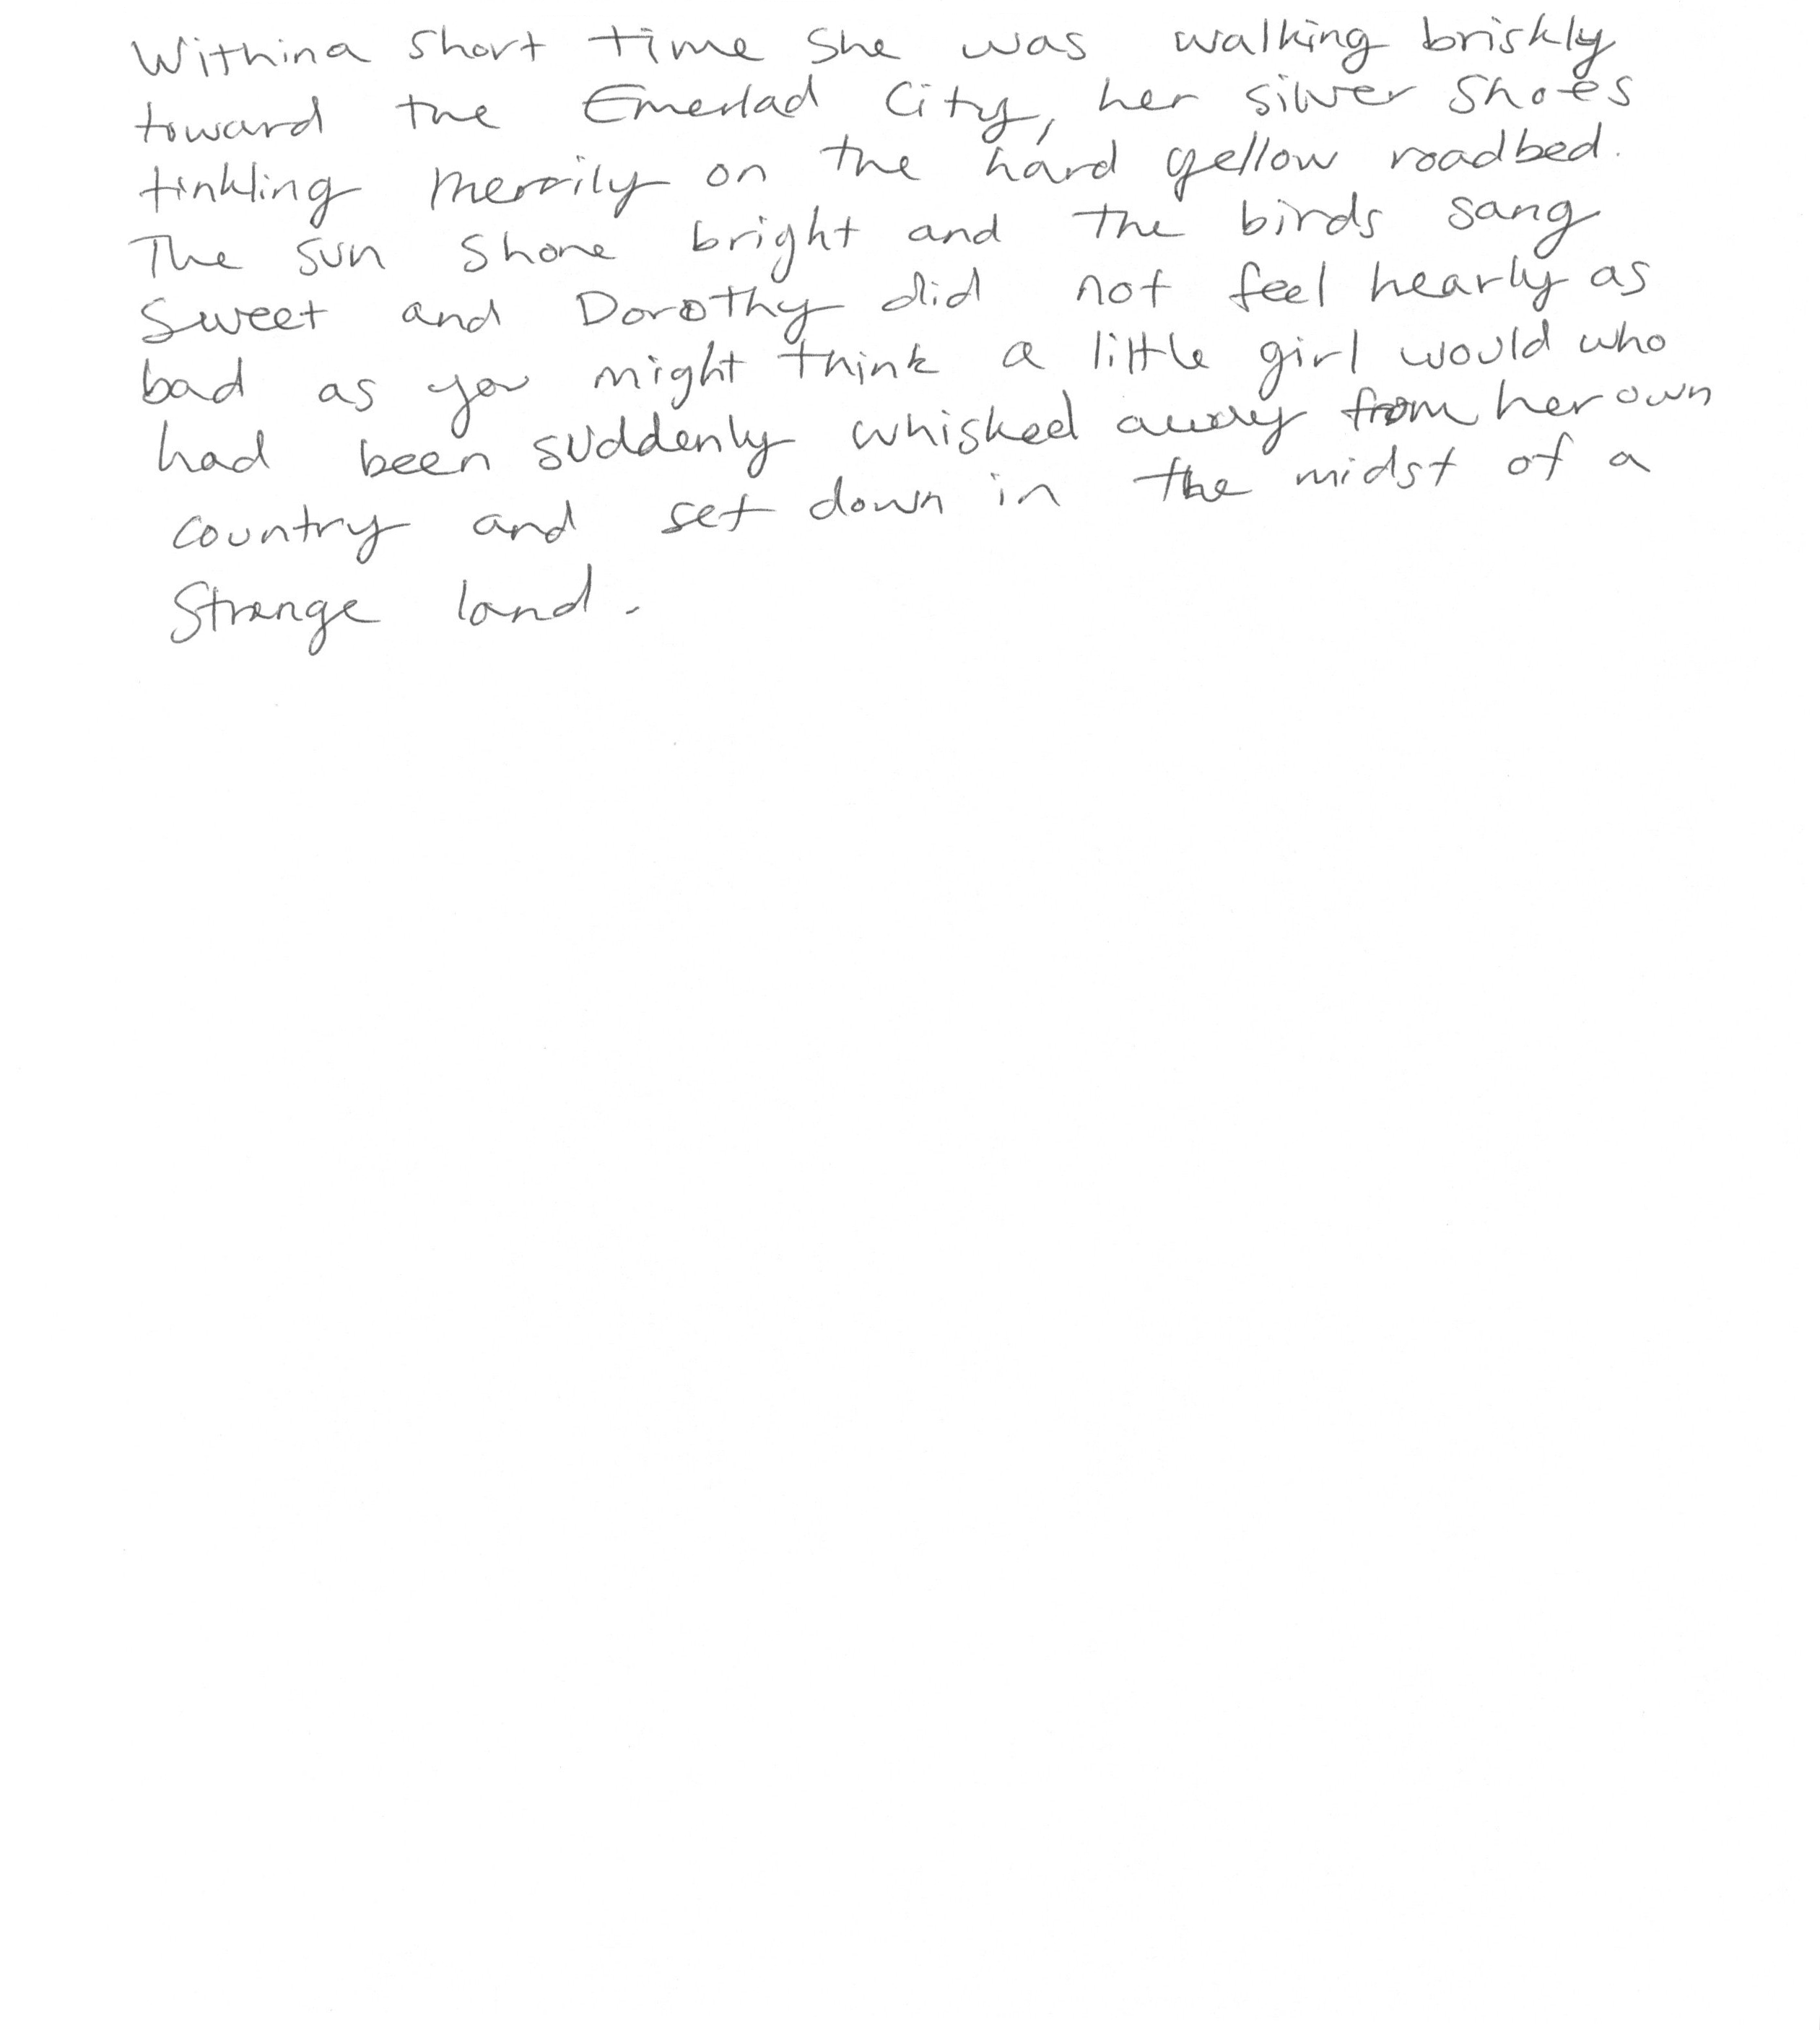 Within a short time she was walking briskly
toward the Emerlad City, her silver shoes
tinkling merrily on the hard yellow roadbed.
The sun shone bright and the birds sang
sweet and Dorothy did not feel nearly as
bad as you might think a little girl would who
had been suddenly whisked away from her own
country and set down in the midst of a
strange land.